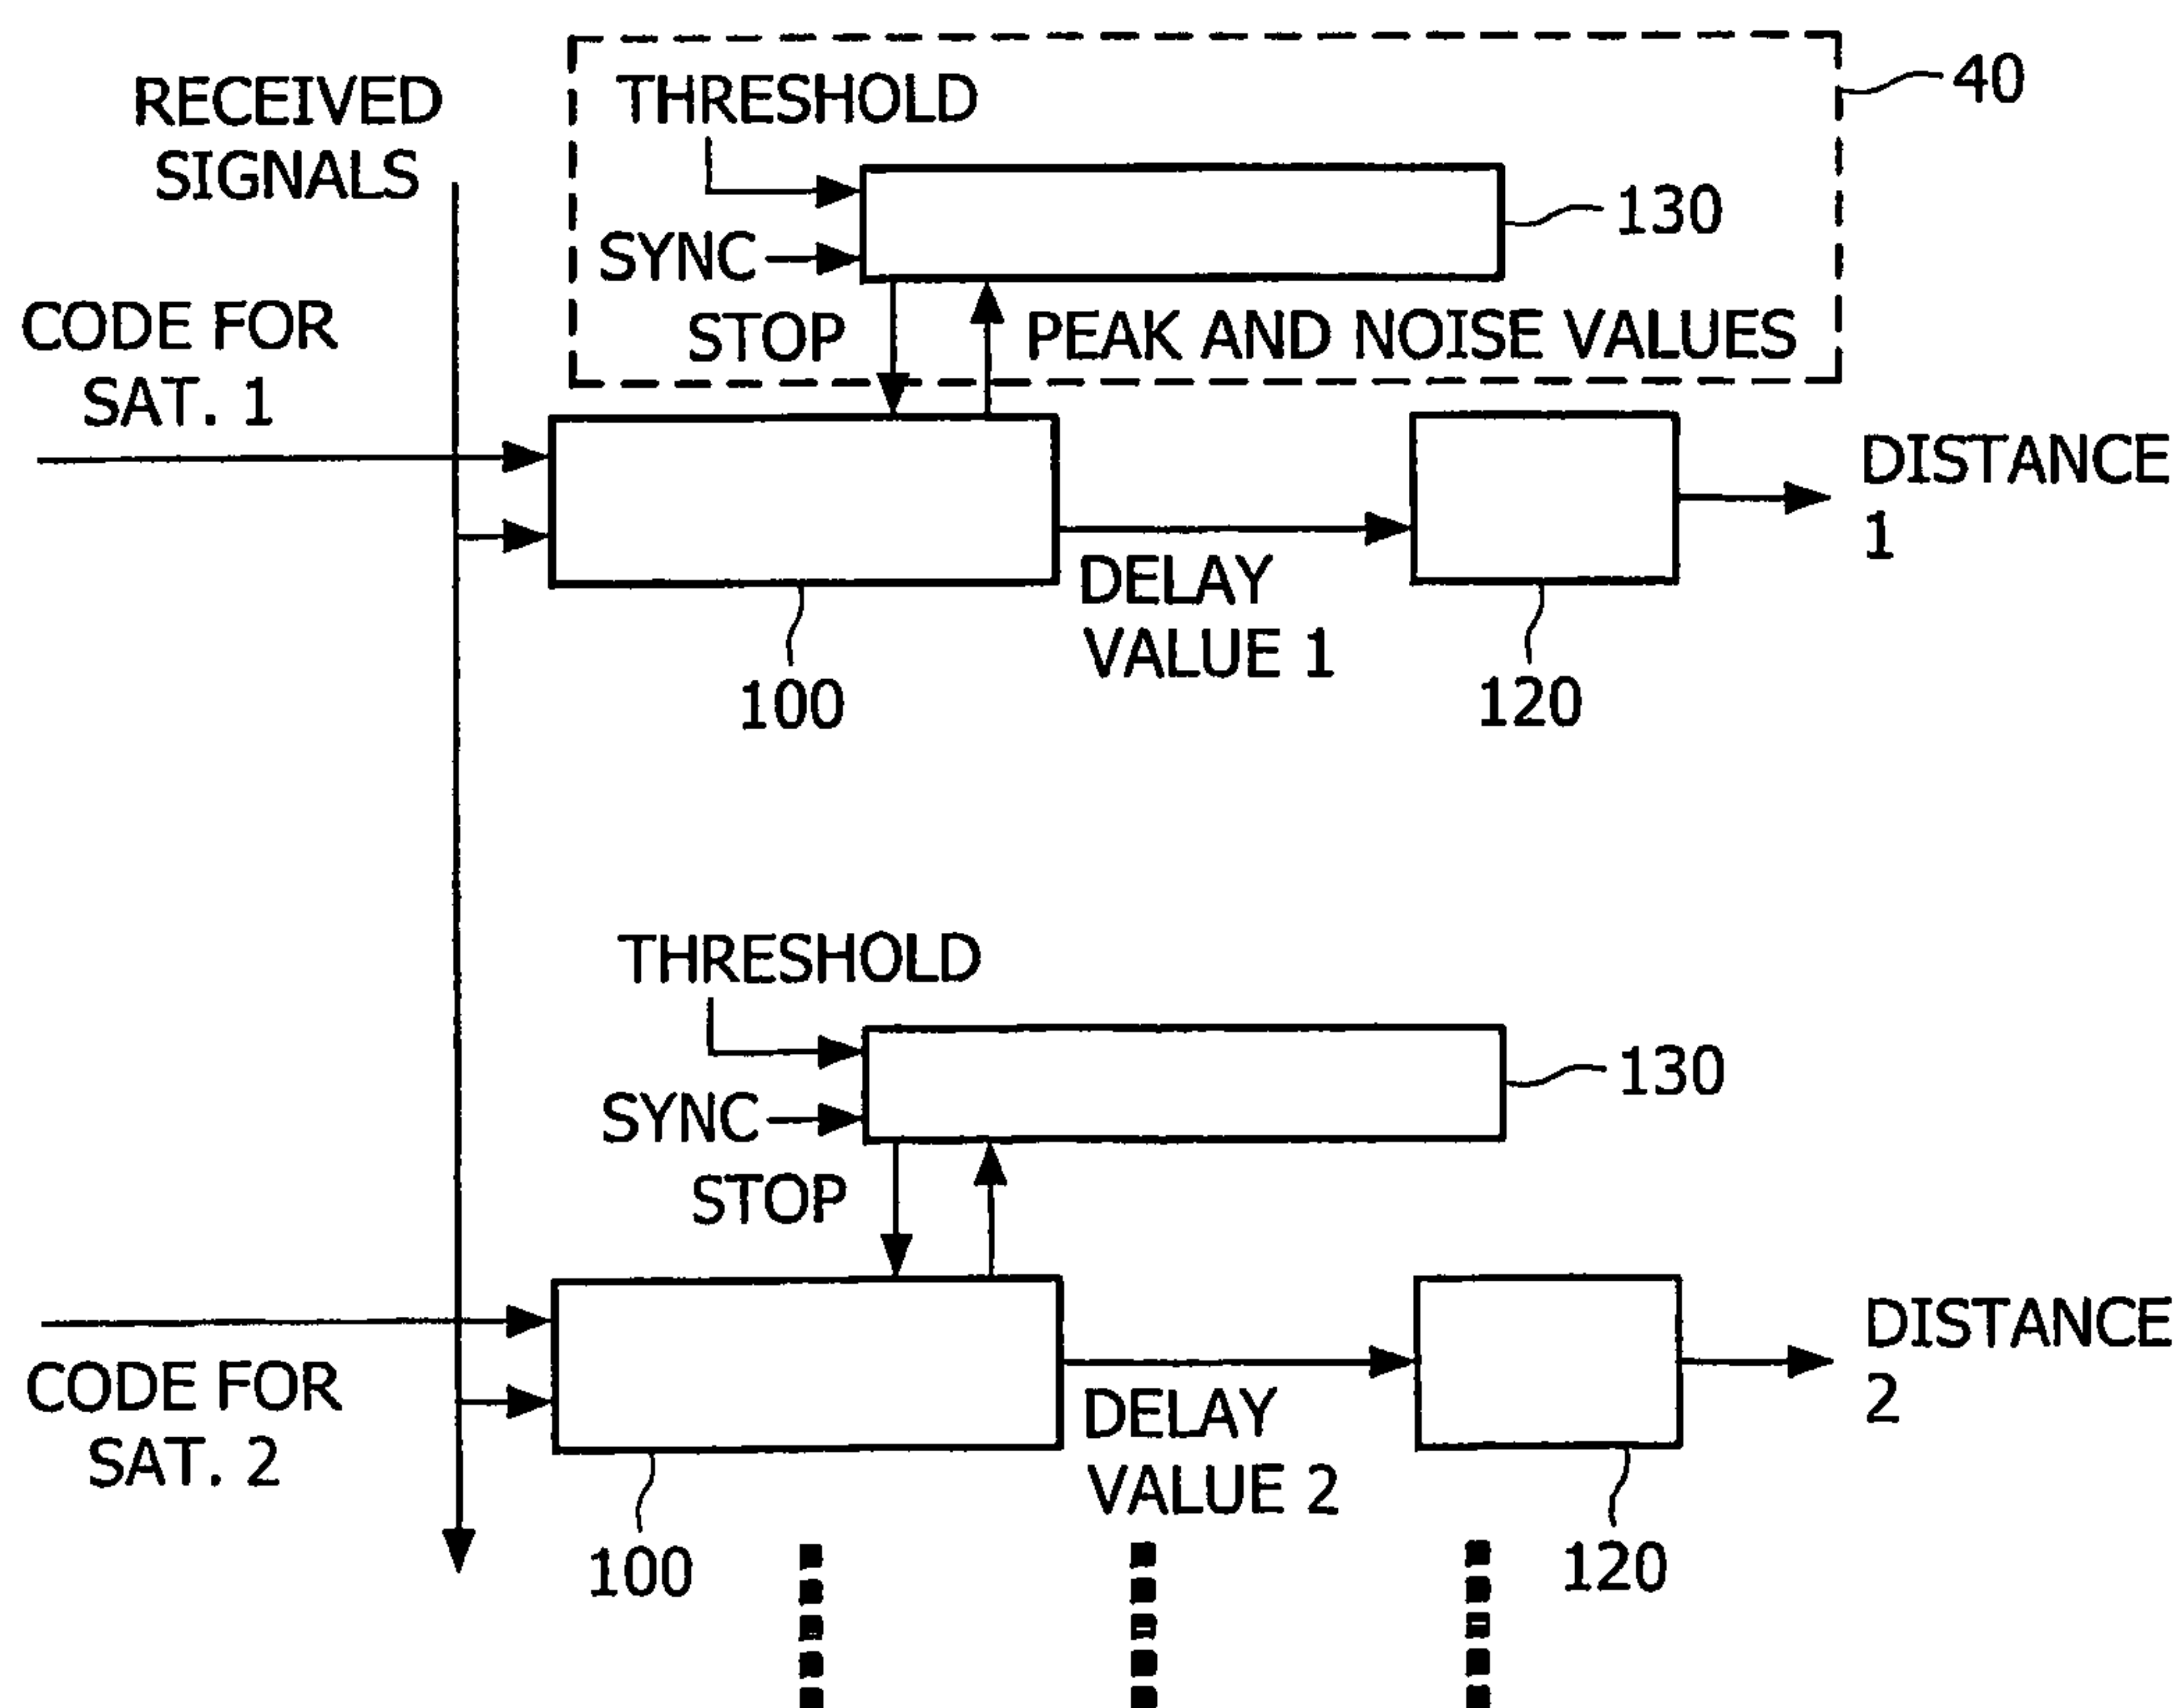 RECEIVED
SIGNALS
THRESHOLD
40
130
SYNC
CODE FOR
SAT. 1
STOP
PEAK AND NOISE VALUES
DISTANCE
1
DELAY
VALUE 1
100
120
THRESHOLD
130
SYNC
STOP
CODE FOR
SAT. 2
DISTANCE
2
DELAY
VALUE 2
100
120